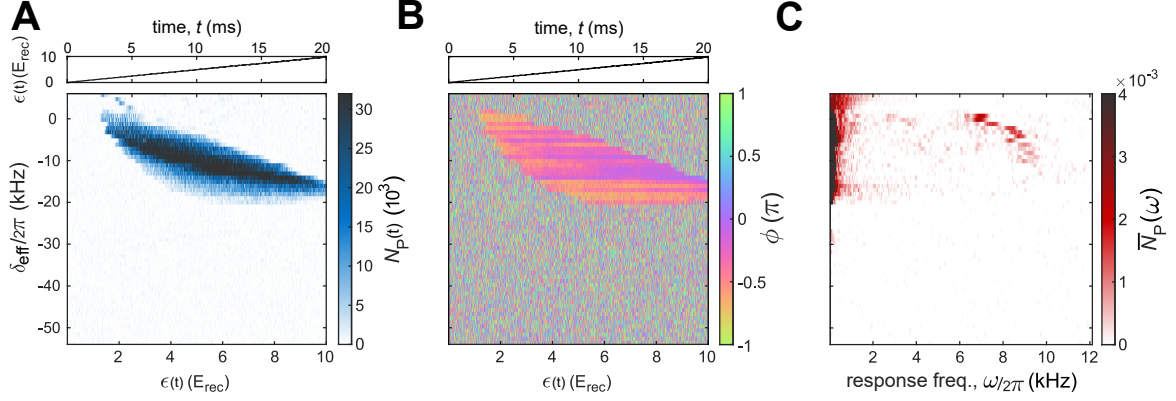 A
time, t (ms)
0 5 10 15 20
ϵ(t) (E_rec)
10
0
δ_eff/2π (kHz)
0
-10
-20
-30
-40
-50
2 4 6 8 10
ϵ(t) (E_rec)
30
25
20
15
10
5
0
N_P(t) (10³)
B
time, t (ms)
0 5 10 15 20
2 4 6 8 10
ϵ(t) (E_rec)
1
0.5
0
-0.5
-1
ϕ (π)
C
2 4 6 8 10 12
response freq., ω/2π (kHz)
×10⁻³
4
3
2
1
0
N̅_P(ω)